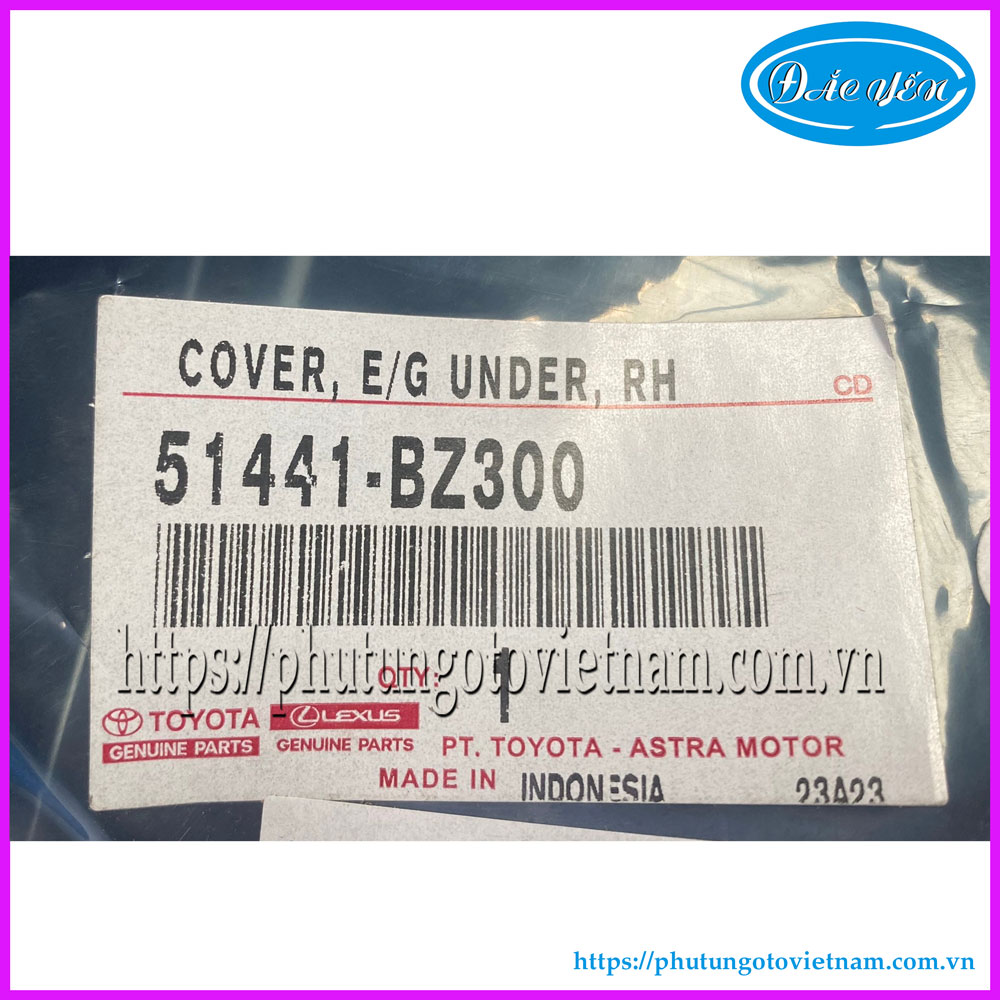 ĐẮC YẾN
COVER, E/G UNDER, RH
CD
51441-BZ300
https://phutungotovietnam.com.vn
QTY: 1
TOYOTA LEXUS
GENUINE PARTS GENUINE PARTS PT. TOYOTA - ASTRA MOTOR
MADE IN INDONESIA 23A23
https://phutungotovietnam.com.vn